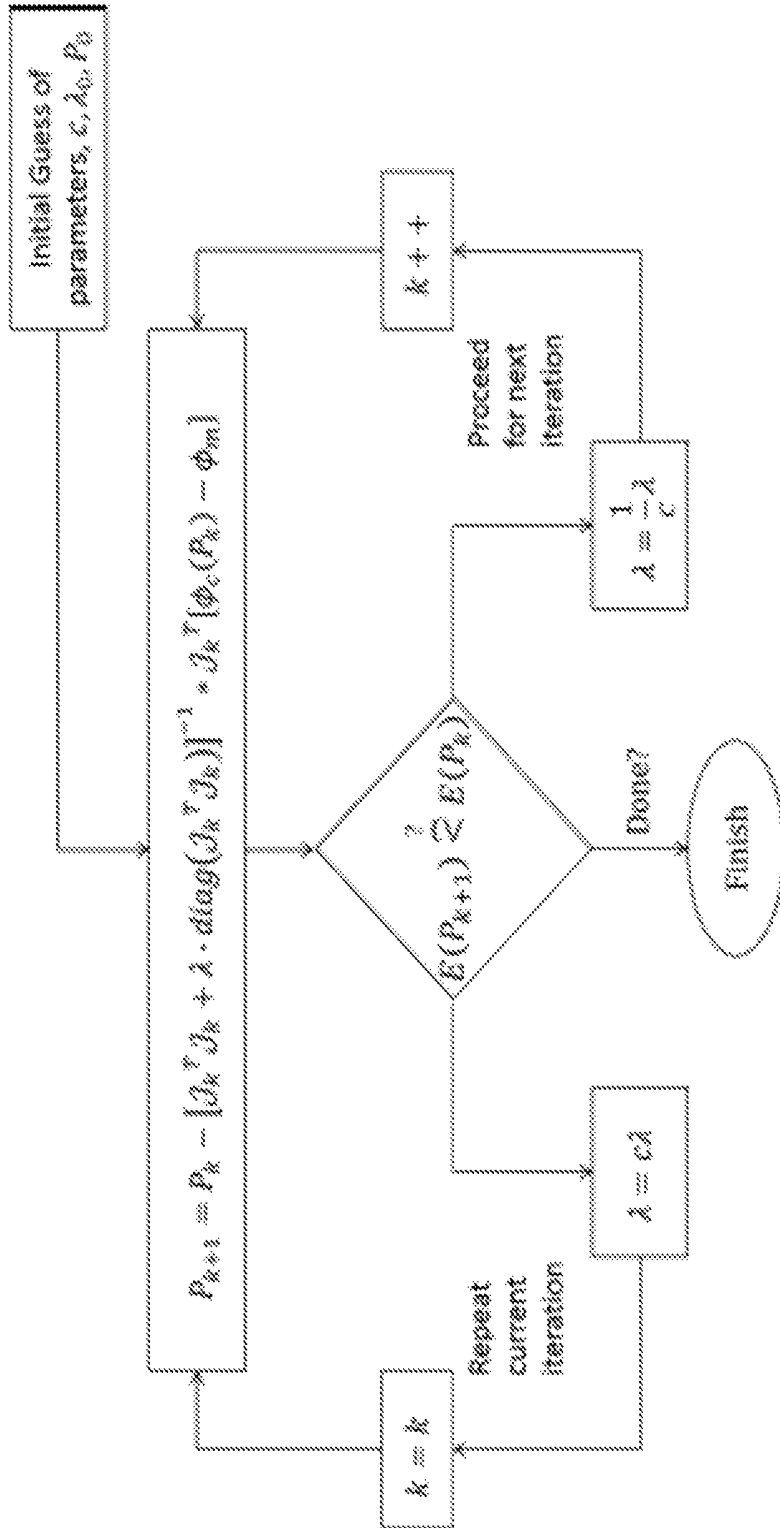 Initial Guess of
parameters, c, λ₀, P₀
P_{k+1} = P_k − [J_k^T J_k + λ · diag(J_k^T J_k)]^{−1} * J_k^T [ϕ_c(P_k) − ϕ_m]
E(P_{k+1}) ≷^? E(P_k)
k = k
Repeat
current
iteration
λ = cλ
k + +
Proceed
for next
iteration
λ = \frac{1}{c} λ
Done?
Finish